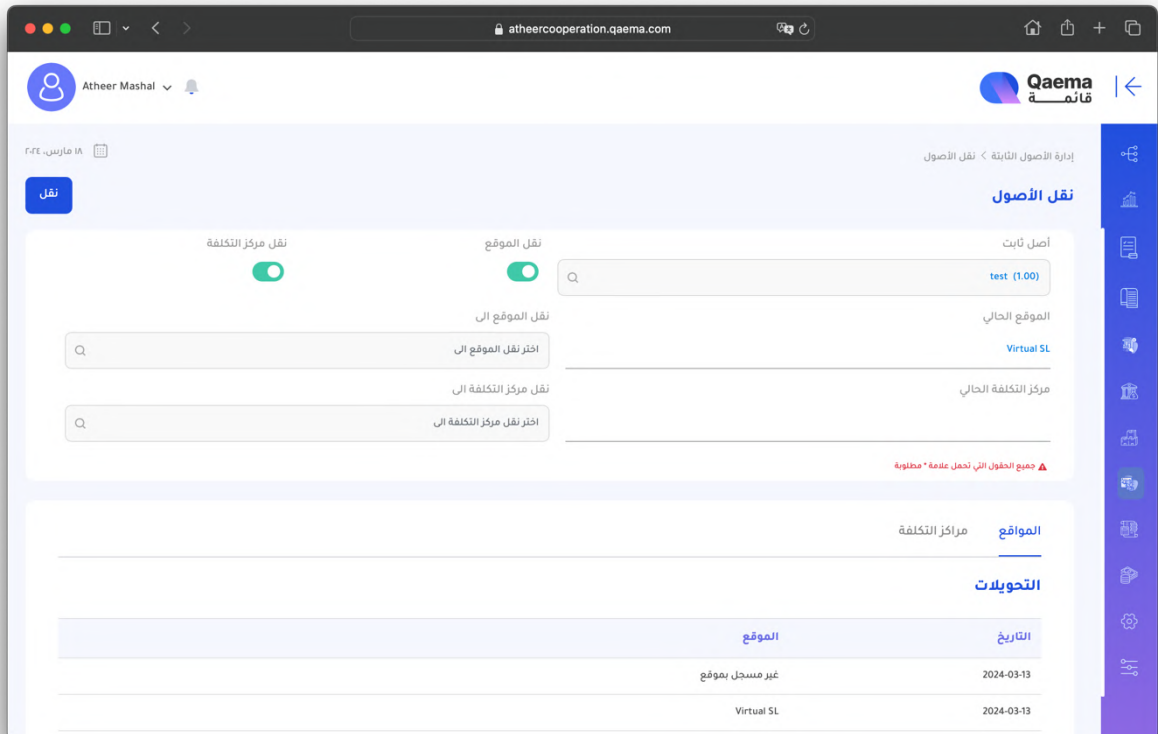 atheercooperation.qaema.com
Qaema
قائمة
Atheer Mashal
إدارة الأصول الثابتة > نقل الأصول
١٨ مارس، ٢٠٢٤
نقل الأصول
نقل
أصل ثابت
نقل الموقع
نقل مركز التكلفة
test (1.00)
الموقع الحالي
نقل الموقع الى
Virtual SL
اختر نقل الموقع الى
مركز التكلفة الحالي
نقل مركز التكلفة الى
اختر نقل مركز التكلفة الى
جميع الحقول التي تحمل علامة * مطلوبة
المواقع
مراكز التكلفة
التحويلات
التاريخ
الموقع
2024-03-13
غير مسجل بموقع
2024-03-13
Virtual SL